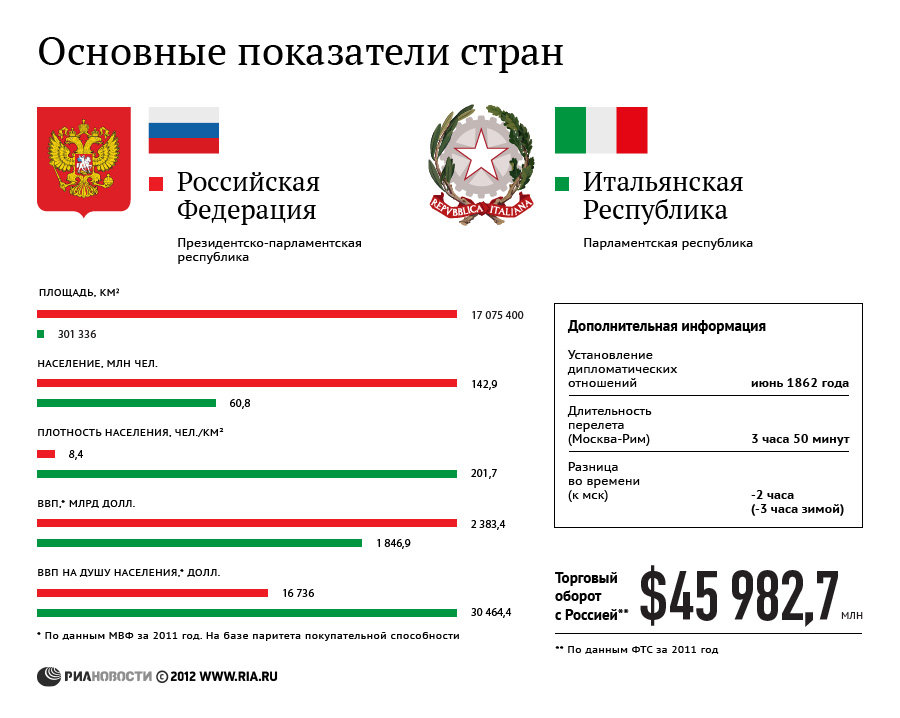 Основные показатели стран
Российская
Федерация
Президентско-парламентская
республика
REPVBBLICA ITALIANA
Итальянская
Республика
Парламентская республика
ПЛОЩАДЬ, КМ²
17 075 400
301 336
НАСЕЛЕНИЕ, МЛН ЧЕЛ.
142,9
60,8
ПЛОТНОСТЬ НАСЕЛЕНИЯ, ЧЕЛ./КМ²
8,4
201,7
ВВП,* МЛРД ДОЛЛ.
2 383,4
1 846,9
ВВП НА ДУШУ НАСЕЛЕНИЯ,* ДОЛЛ.
16 736
30 464,4
* По данным МВФ за 2011 год. На базе паритета покупательной способности
Дополнительная информация
Установление
дипломатических
отношений июнь 1862 года
Длительность
перелета
(Москва-Рим) 3 часа 50 минут
Разница
во времени
(к мск) -2 часа
(-3 часа зимой)
Торговый
оборот
с Россией**
$45 982,7 млн
** По данным ФТС за 2011 год
РИАНОВОСТИ © 2012 WWW.RIA.RU